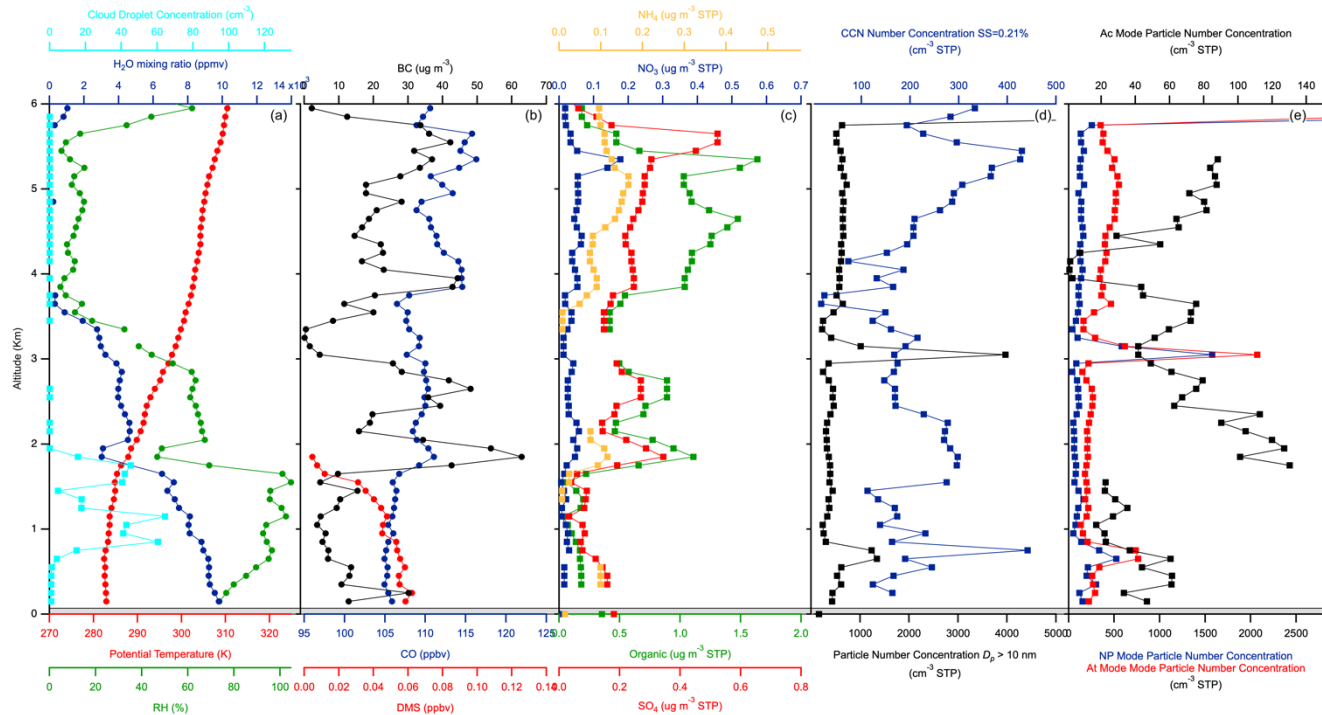 Cloud Droplet Concentration (cm⁻³)
0 20 40 60 80 100 120
H₂O mixing ratio (ppmv)
0 2 4 6 8 10 12 14 x10³
BC (ug m⁻³)
0 10 20 30 40 50 60 70
NH₄ (ug m⁻³ STP)
0.0 0.1 0.2 0.3 0.4 0.5
NO₃ (ug m⁻³ STP)
0.0 0.1 0.2 0.3 0.4 0.5 0.6 0.7
CCN Number Concentration SS=0.21%
(cm⁻³ STP)
0 100 200 300 400 500
Ac Mode Particle Number Concentration
(cm⁻³ STP)
20 40 60 80 100 120 140
(a) (b) (c) (d) (e)
6
5
4
3
2
1
0
Altitude (Km)
270 280 290 300 310 320
Potential Temperature (K)
0 20 40 60 80 100
RH (%)
95 100 105 110 115 120 125
CO (ppbv)
0.00 0.02 0.04 0.06 0.08 0.10 0.12 0.14
DMS (ppbv)
0.0 0.5 1.0 1.5 2.0
Organic (ug m⁻³ STP)
0.0 0.2 0.4 0.6 0.8
SO₄ (ug m⁻³ STP)
1000 2000 3000 4000 5000
Particle Number Concentration Dₚ > 10 nm
(cm⁻³ STP)
0 500 1000 1500 2000 2500
NP Mode Particle Number Concentration
At Mode Mode Particle Number Concentration
(cm⁻³ STP)